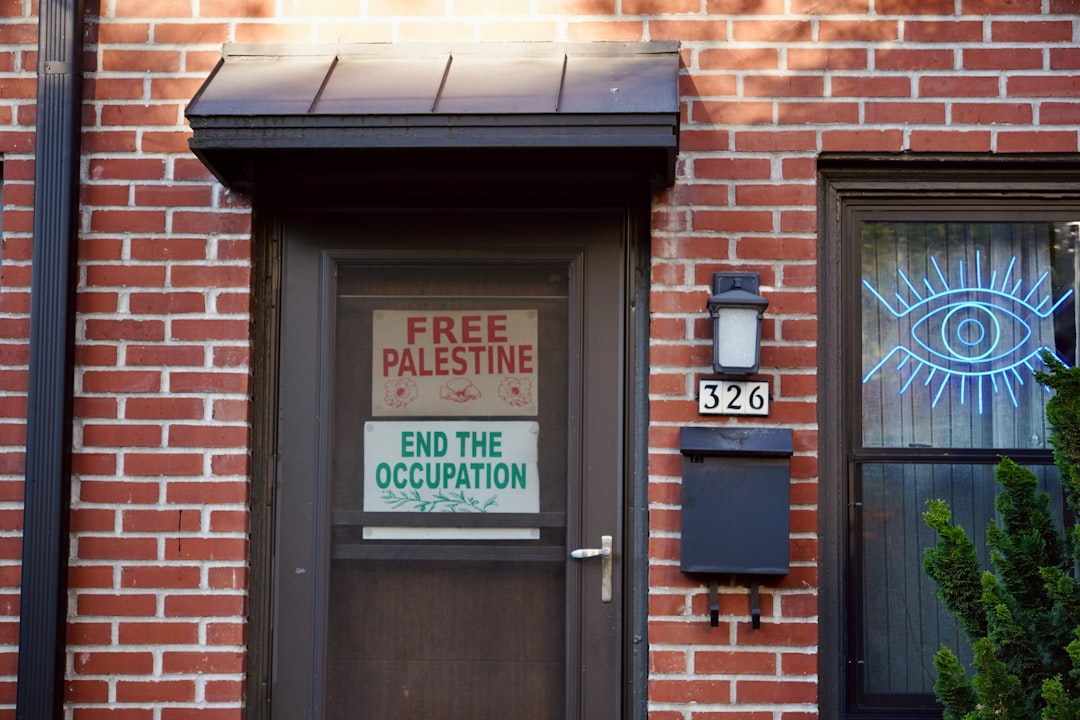 FREE
PALESTINE
END THE
OCCUPATION
326